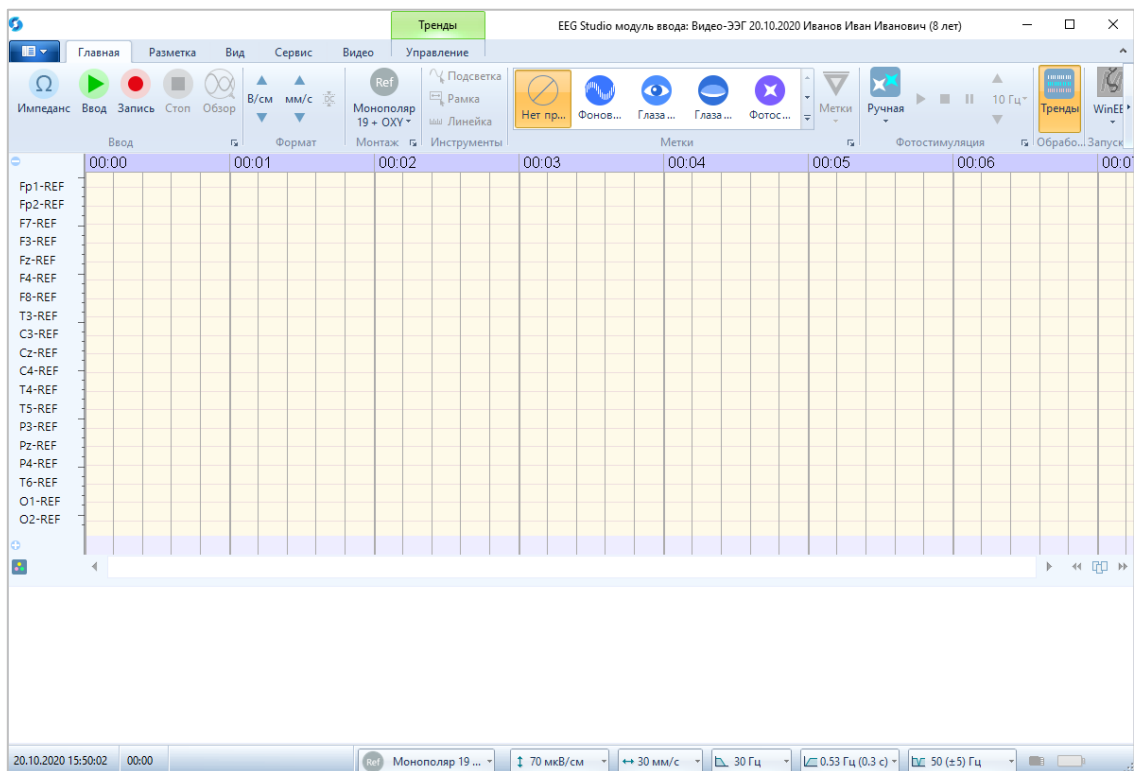 Тренды
EEG Studio модуль ввода: Видео-ЭЭГ 20.10.2020 Иванов Иван Иванович (8 лет)
Главная Разметка Вид Сервис Видео Управление
Ω Импеданс
Ввод
Запись
Стоп
Обзор
Ввод
В/см
мм/с
Формат
Ref
Монополяр
19 + OXY
Монтаж
Подсветка
Рамка
Линейка
Инструменты
Нет пр...
Фонов...
Глаза ...
Глаза ...
Фотос...
Метки
Метки
Ручная
10 Гц
Фотостимуляция
Тренды
Обрабо...
WinEE
Запуск
00:00 00:01 00:02 00:03 00:04 00:05 00:06 00:0
Fp1-REF
Fp2-REF
F7-REF
F3-REF
Fz-REF
F4-REF
F8-REF
T3-REF
C3-REF
Cz-REF
C4-REF
T4-REF
T5-REF
P3-REF
Pz-REF
P4-REF
T6-REF
O1-REF
O2-REF
20.10.2020 15:50:02 00:00 Ref Монополяр 19 ... 70 мкВ/см 30 мм/с 30 Гц 0.53 Гц (0.3 с) 50 (±5) Гц